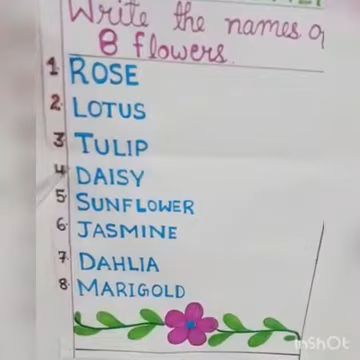 Write the names o
8 flowers.
1. ROSE
2. LOTUS
3. TULIP
4. DAISY
5. SUNFLOWER
6. JASMINE
7. DAHLIA
8. MARIGOLD
InShOt